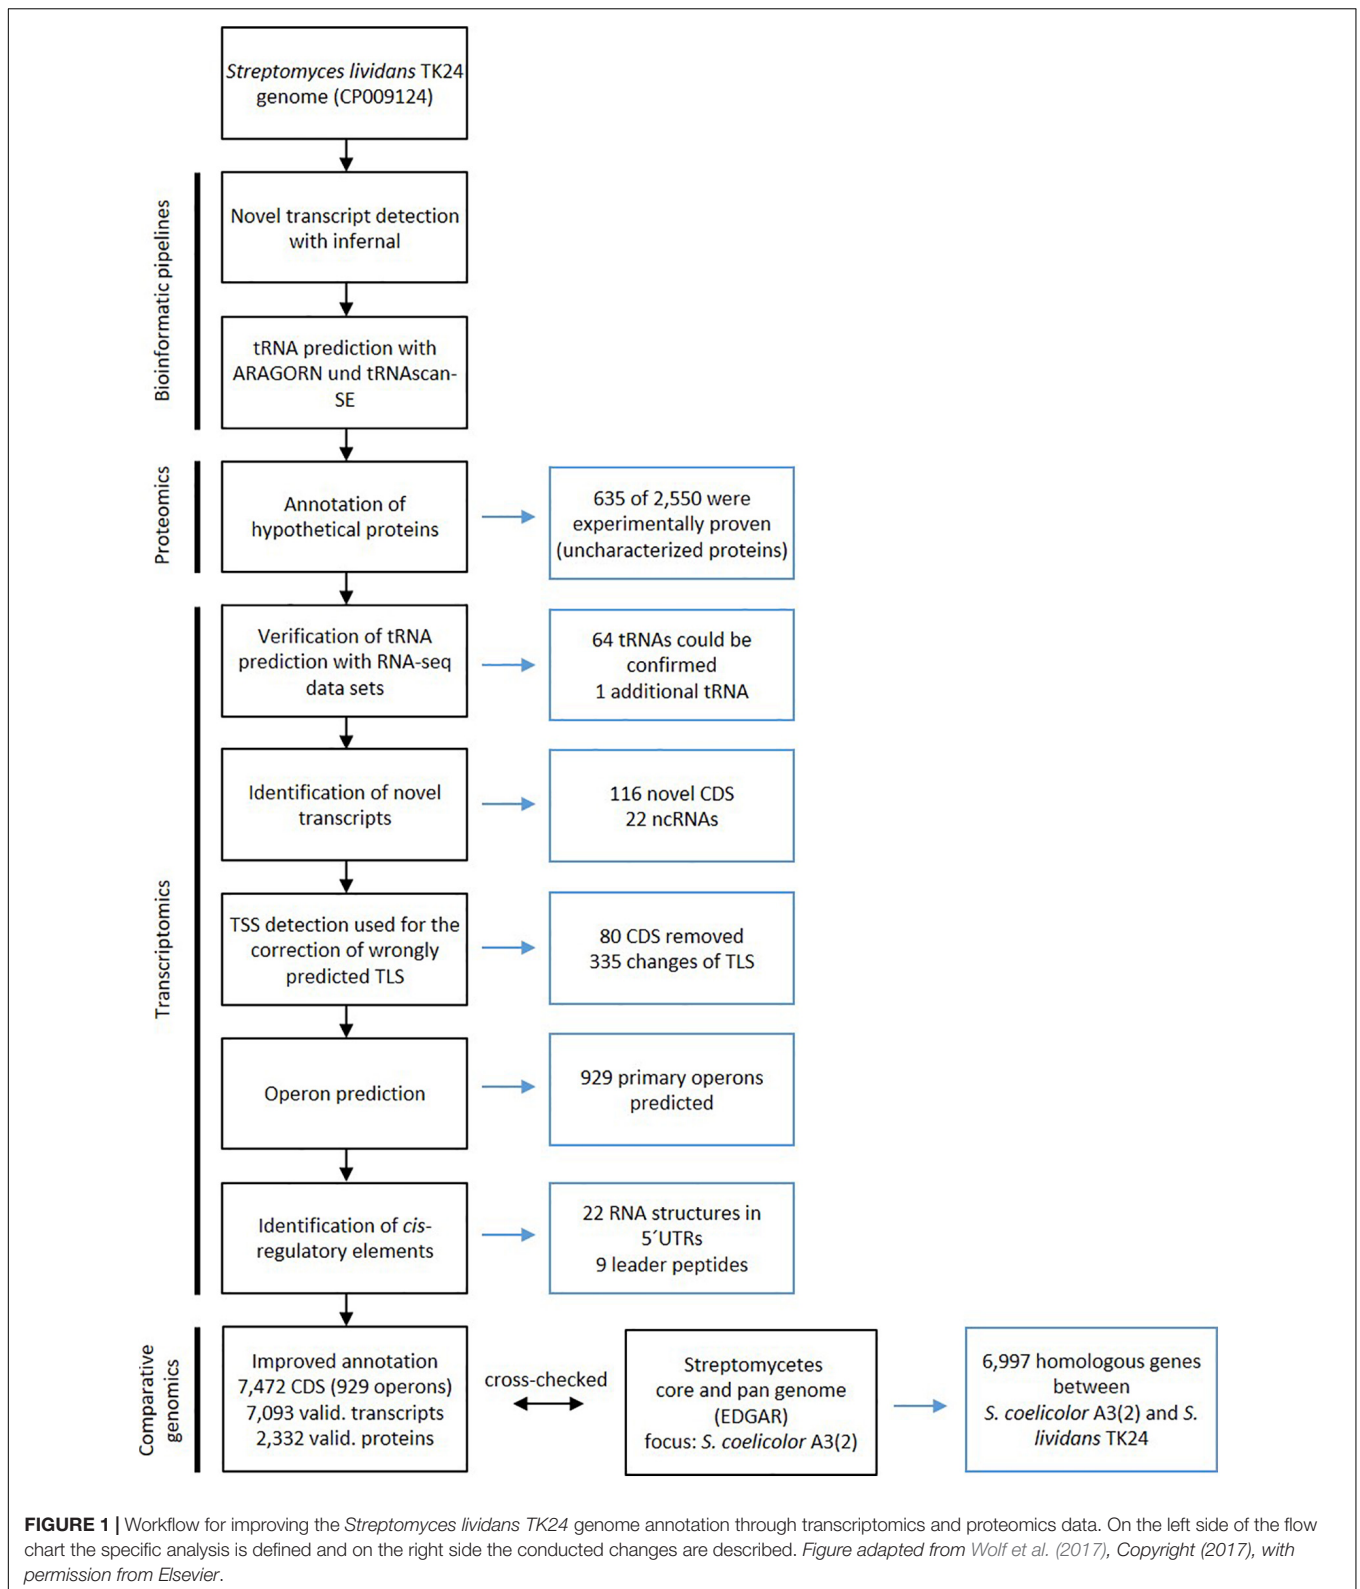 Streptomyces lividans TK24
genome (CP009124)
Bioinformatic pipelines
Novel transcript detection
with infernal
tRNA prediction with
ARAGORN und tRNAscan-
SE
Proteomics
Annotation of
hypothetical proteins
635 of 2,550 were
experimentally proven
(uncharacterized proteins)
Transcriptomics
Verification of tRNA
prediction with RNA-seq
data sets
64 tRNAs could be
confirmed
1 additional tRNA
Identification of novel
transcripts
116 novel CDS
22 ncRNAs
TSS detection used for the
correction of wrongly
predicted TLS
80 CDS removed
335 changes of TLS
Operon prediction
929 primary operons
predicted
Identification of cis-
regulatory elements
22 RNA structures in
5´UTRs
9 leader peptides
Comparative
genomics
Improved annotation
7,472 CDS (929 operons)
7,093 valid. transcripts
2,332 valid. proteins
cross-checked
Streptomycetes
core and pan genome
(EDGAR)
focus: S. coelicolor A3(2)
6,997 homologous genes
between
S. coelicolor A3(2) and S.
lividans TK24
FIGURE 1 | Workflow for improving the Streptomyces lividans TK24 genome annotation through transcriptomics and proteomics data. On the left side of the flow
chart the specific analysis is defined and on the right side the conducted changes are described. Figure adapted from Wolf et al. (2017), Copyright (2017), with
permission from Elsevier.